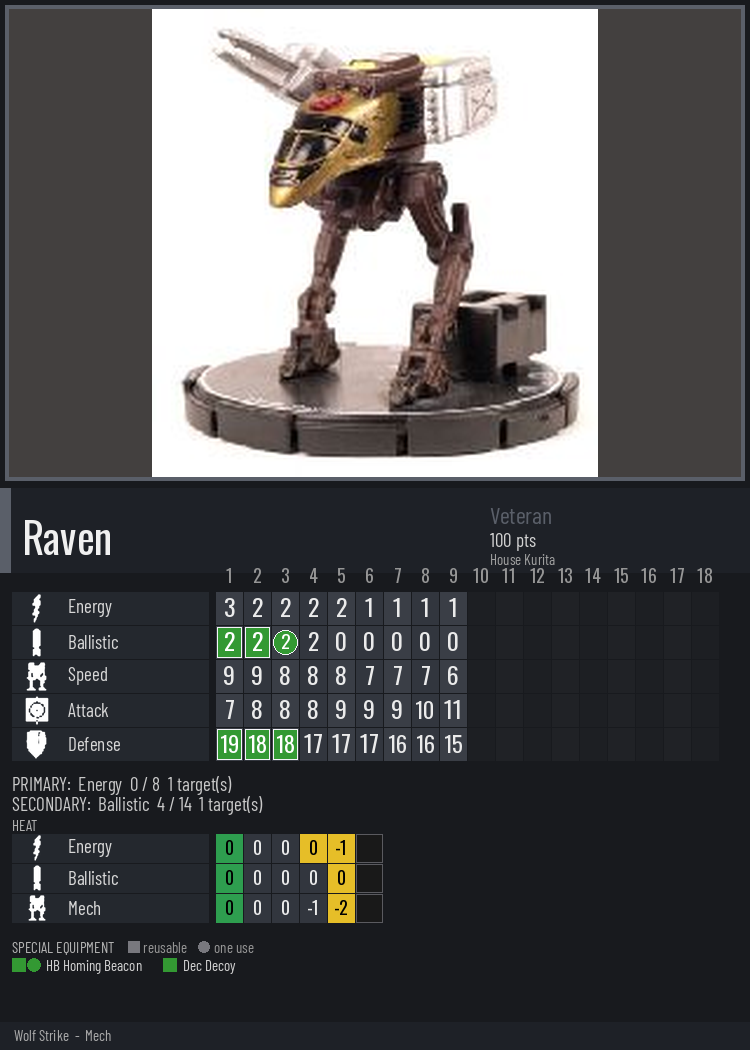 Raven
Veteran
100 pts
House Kurita
1 2 3 4 5 6 7 8 9 10 11 12 13 14 15 16 17 18
Energy 3 2 2 2 2 1 1 1 1
Ballistic 2 2 2 2 0 0 0 0 0
Speed 9 9 8 8 8 7 7 7 6
Attack 7 8 8 8 9 9 9 10 11
Defense 19 18 18 17 17 17 16 16 15
PRIMARY: Energy 0 / 8 1 target(s)
SECONDARY: Ballistic 4 / 14 1 target(s)
HEAT
Energy 0 0 0 0 -1
Ballistic 0 0 0 0 0
Mech 0 0 0 -1 -2
SPECIAL EQUIPMENT reusable one use
HB Homing Beacon Dec Decoy
Wolf Strike - Mech